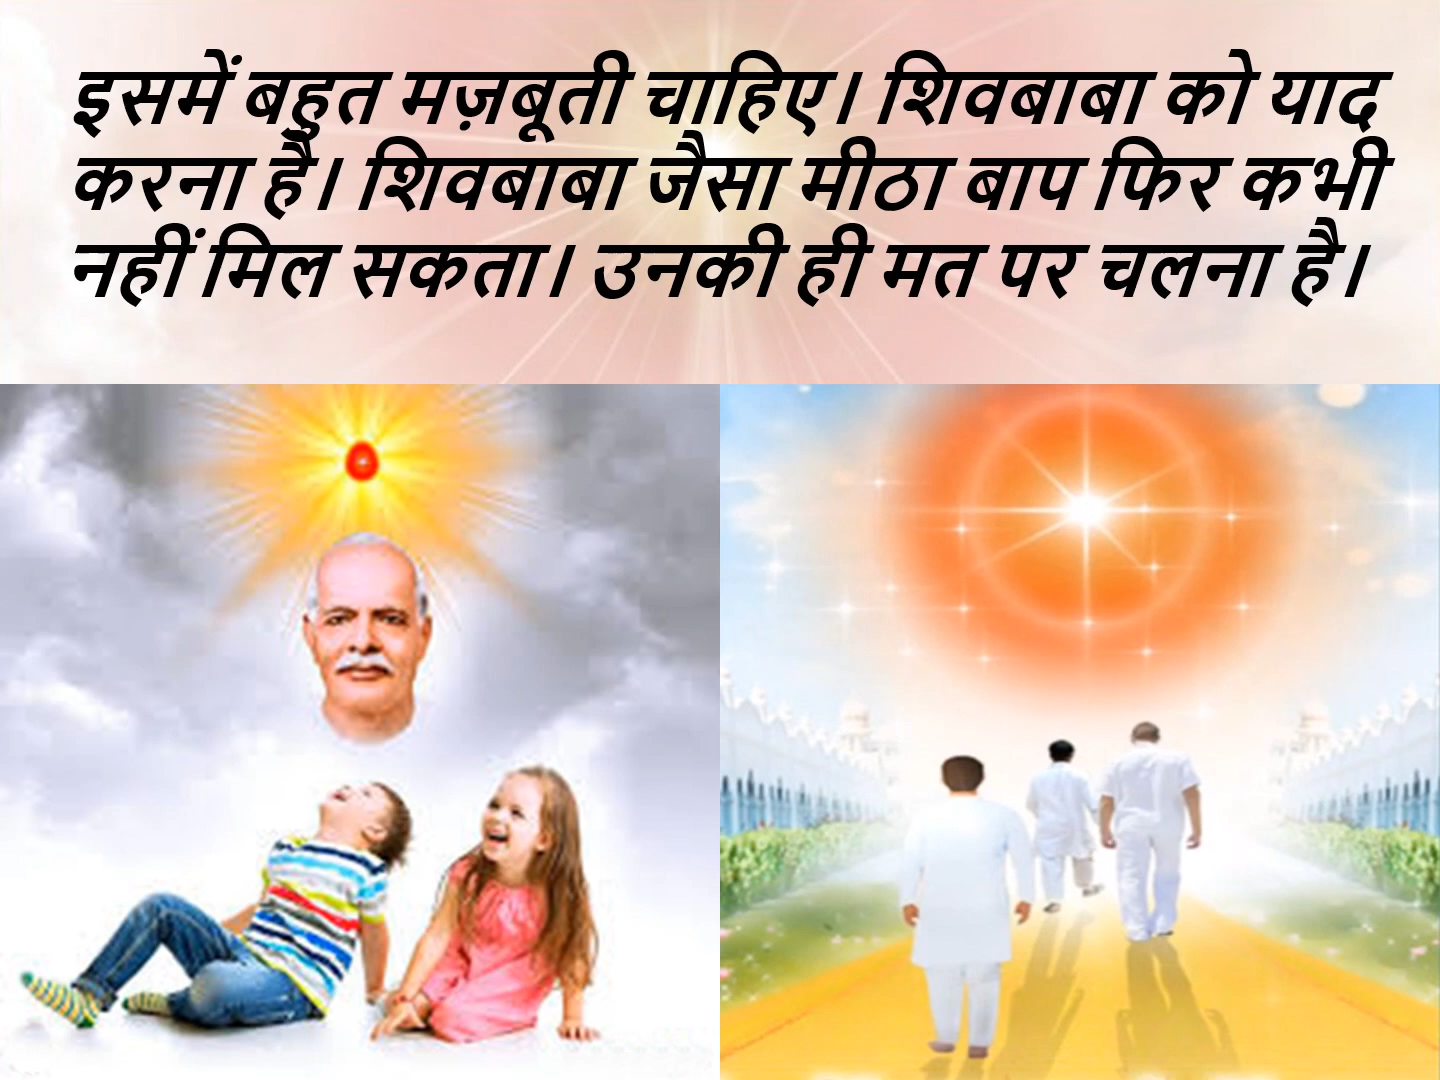 इसमें बहुत मज़बूती चाहिए। शिवबाबा को याद
करना है। शिवबाबा जैसा मीठा बाप फिर कभी
नहीं मिल सकता। उनकी ही मत पर चलना है।